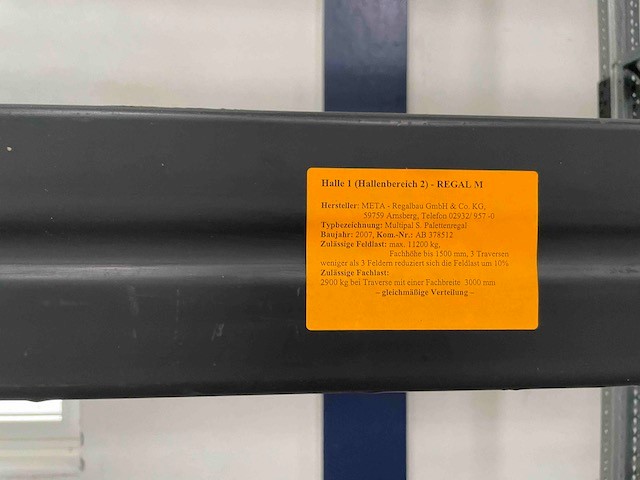 Halle 1 (Hallenbereich 2) - REGAL M
Hersteller: META - Regalbau GmbH & Co. KG,
59759 Arnsberg, Telefon 02932/ 957 -0
Typbezeichnung: Multipal S. Palettenregal
Baujahr: 2007, Kom.-Nr.: AB 378512
Zulässige Feldlast: max. 11200 kg,
Fachhöhe bis 1500 mm, 3 Traversen
weniger als 3 Feldern reduziert sich die Feldlast um 10%
Zulässige Fachlast:
2900 kg bei Traverse mit einer Fachbreite 3000 mm
– gleichmäßige Verteilung –